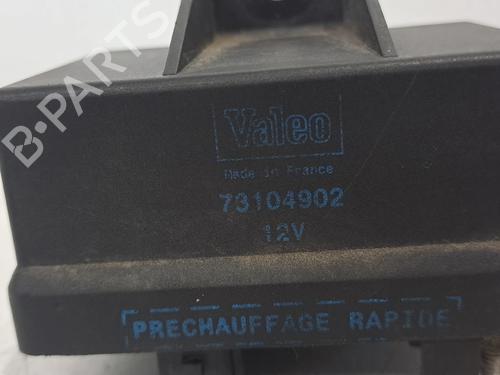 Valeo
Made in France
73104902
12V
PRECHAUFFAGE RAPIDE
B-PARTS